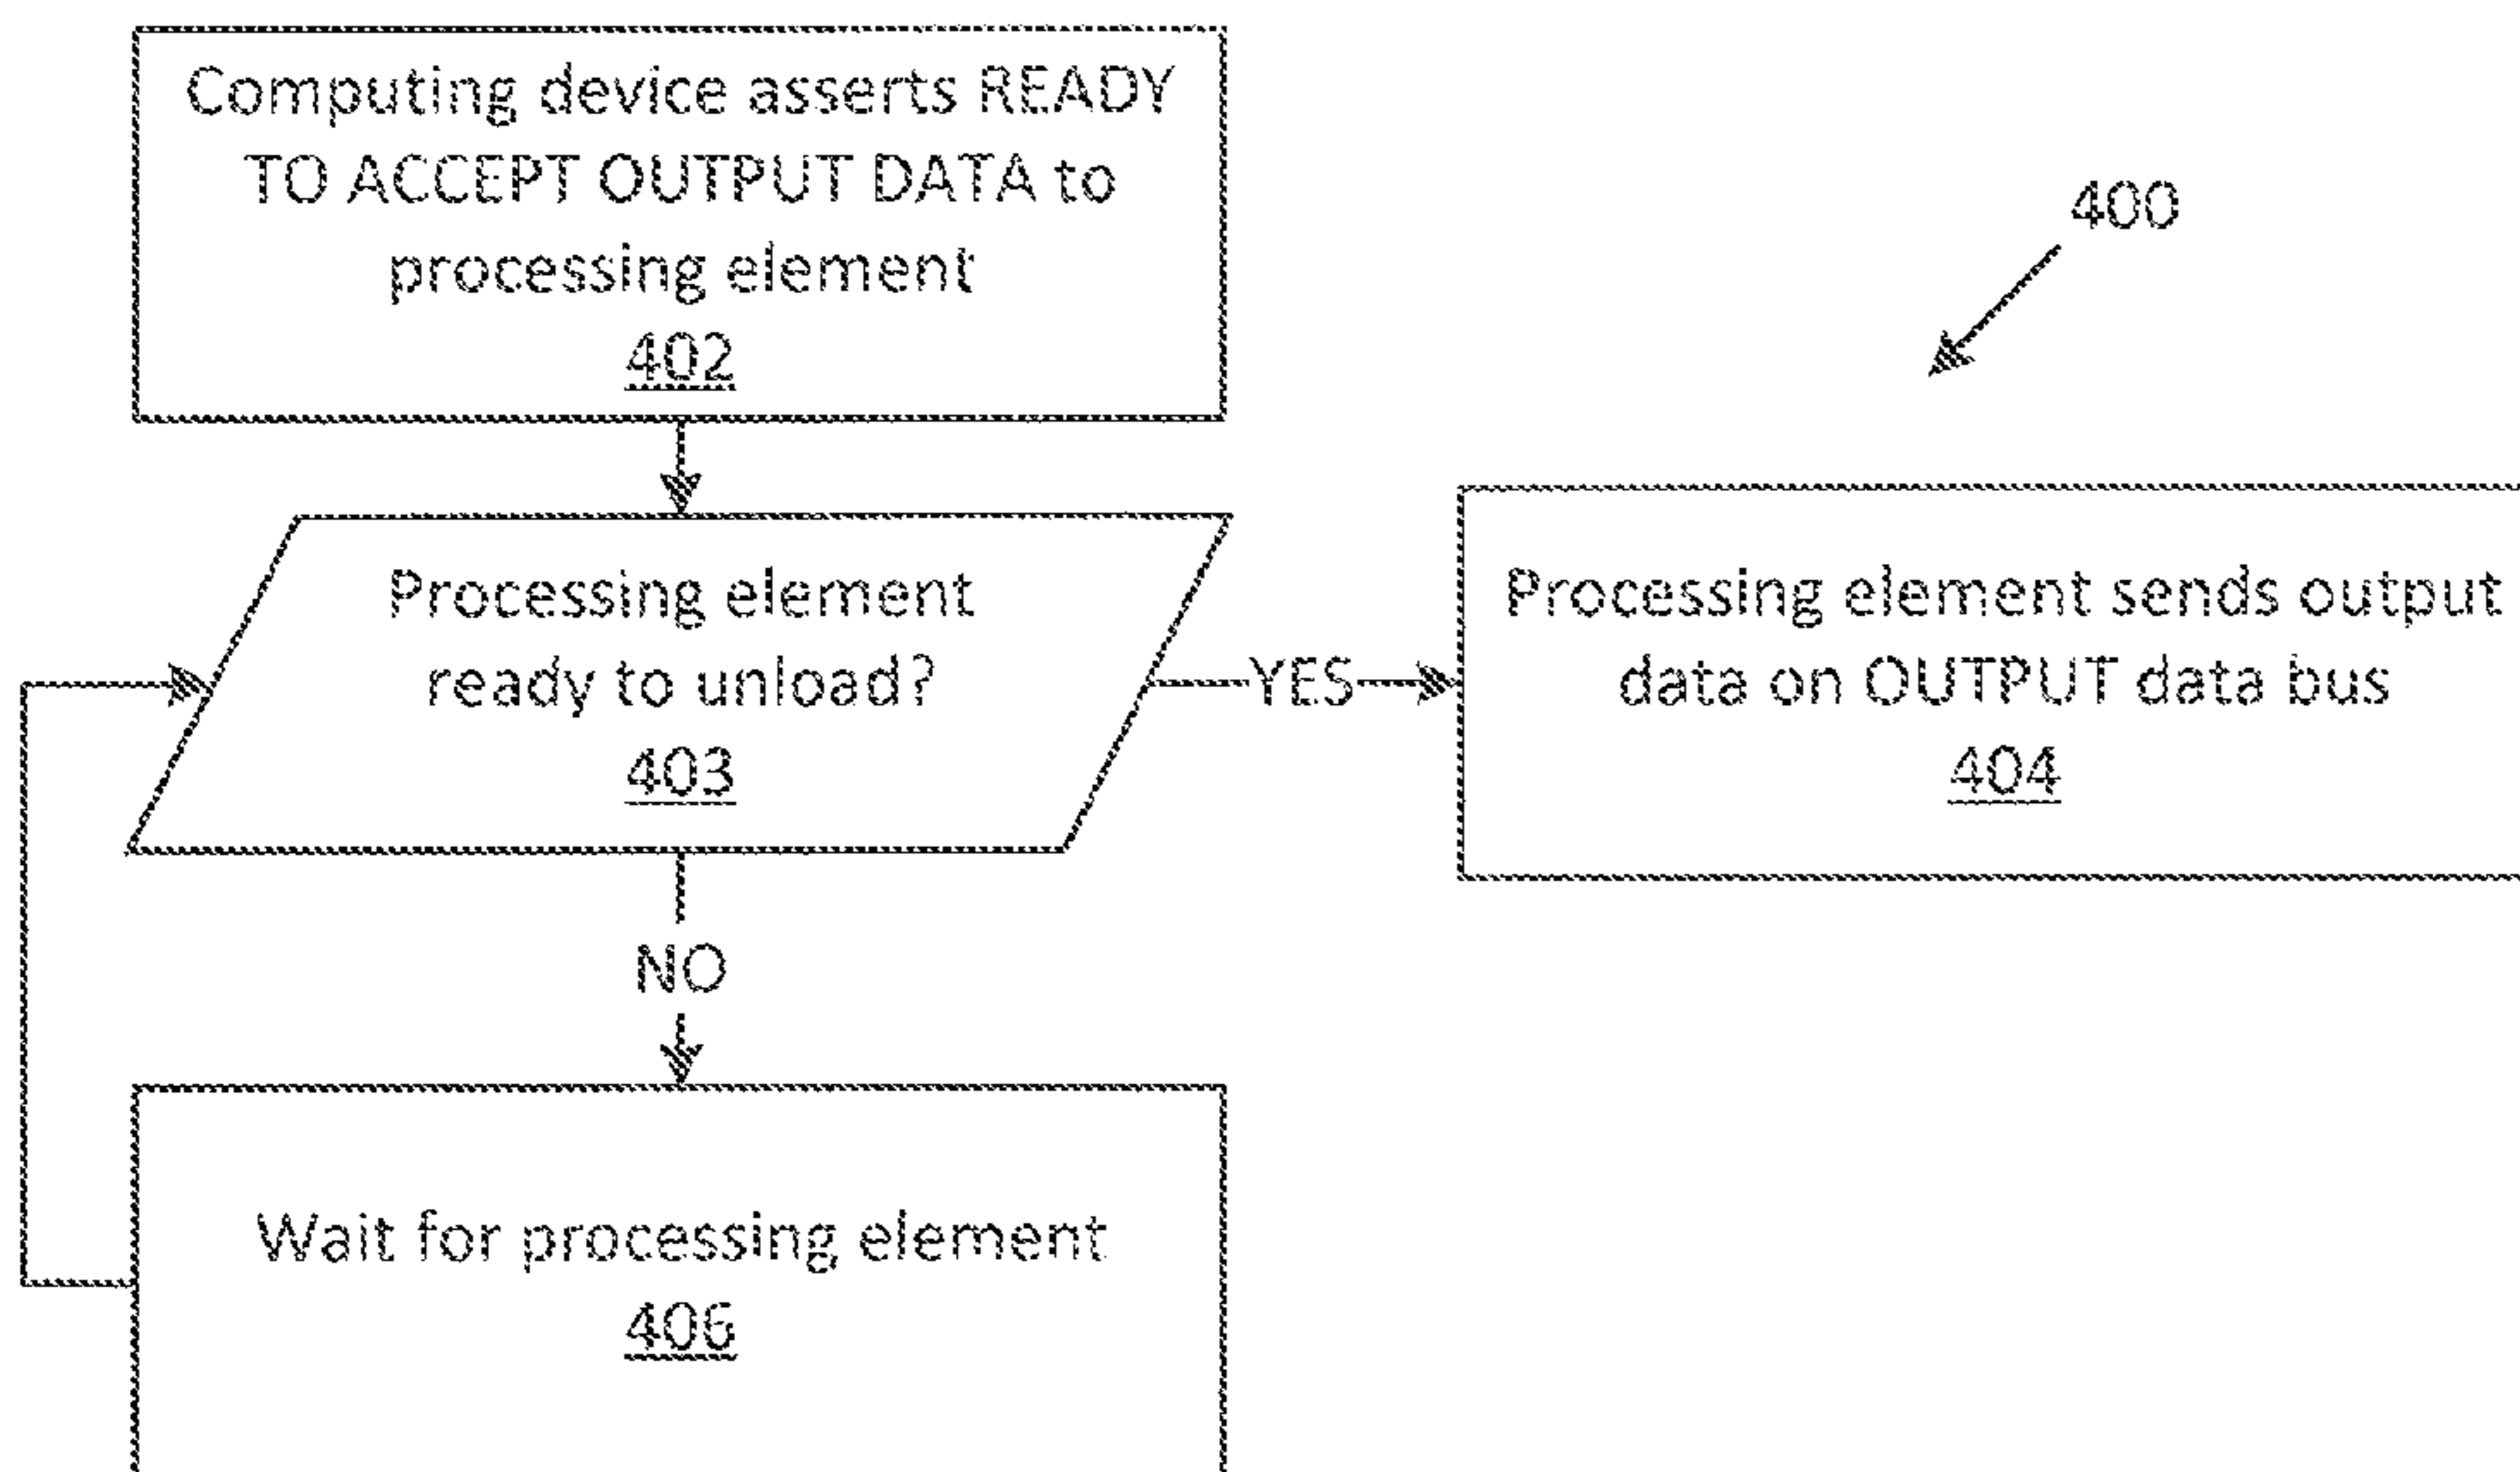 Computing device asserts READY
TO ACCEPT OUTPUT DATA to
processing element
402
400
Processing element
ready to unload?
403
YES
Processing element sends output
data on OUTPUT data bus
404
NO
Wait for processing element
406